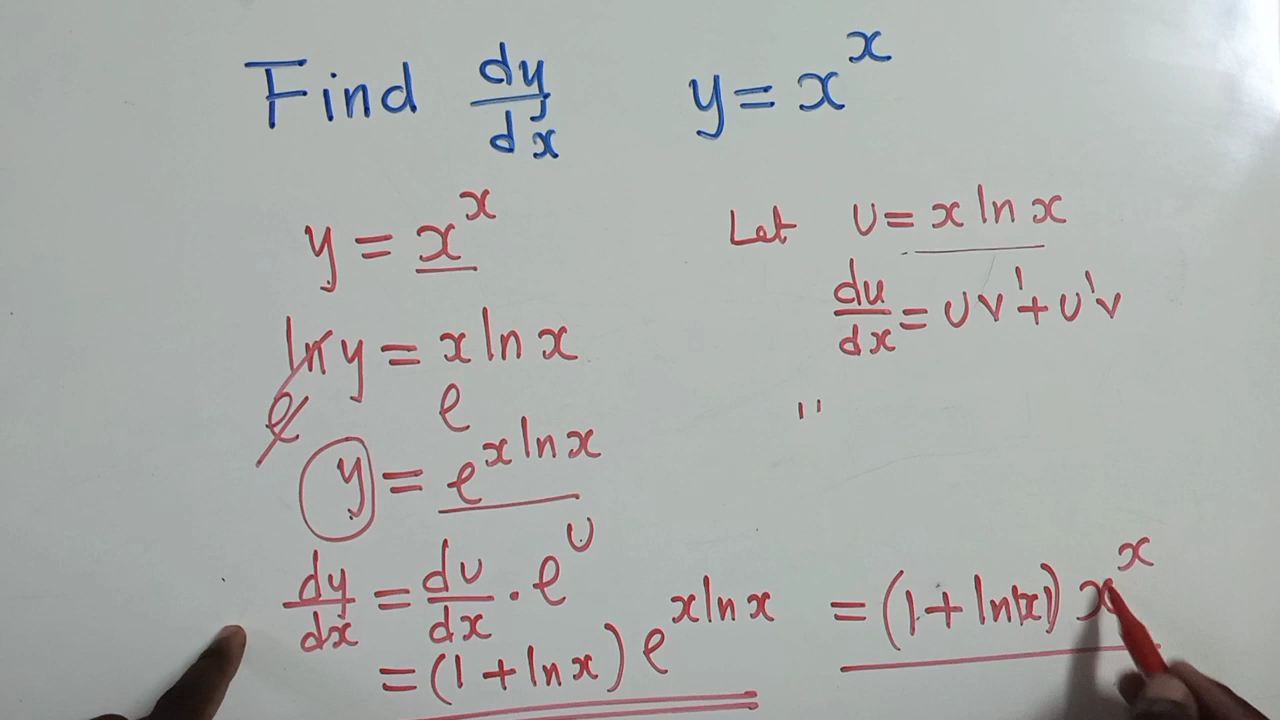 Find dy/dx y = x^x
y = x^x
ln y = x ln x
e e
y = e^(x ln x)
dy/dx = du/dx · e^u
= (1 + ln x) e^(x ln x)
Let u = x ln x
du/dx = uv' + u'v
"
= (1 + ln|x|) x^x